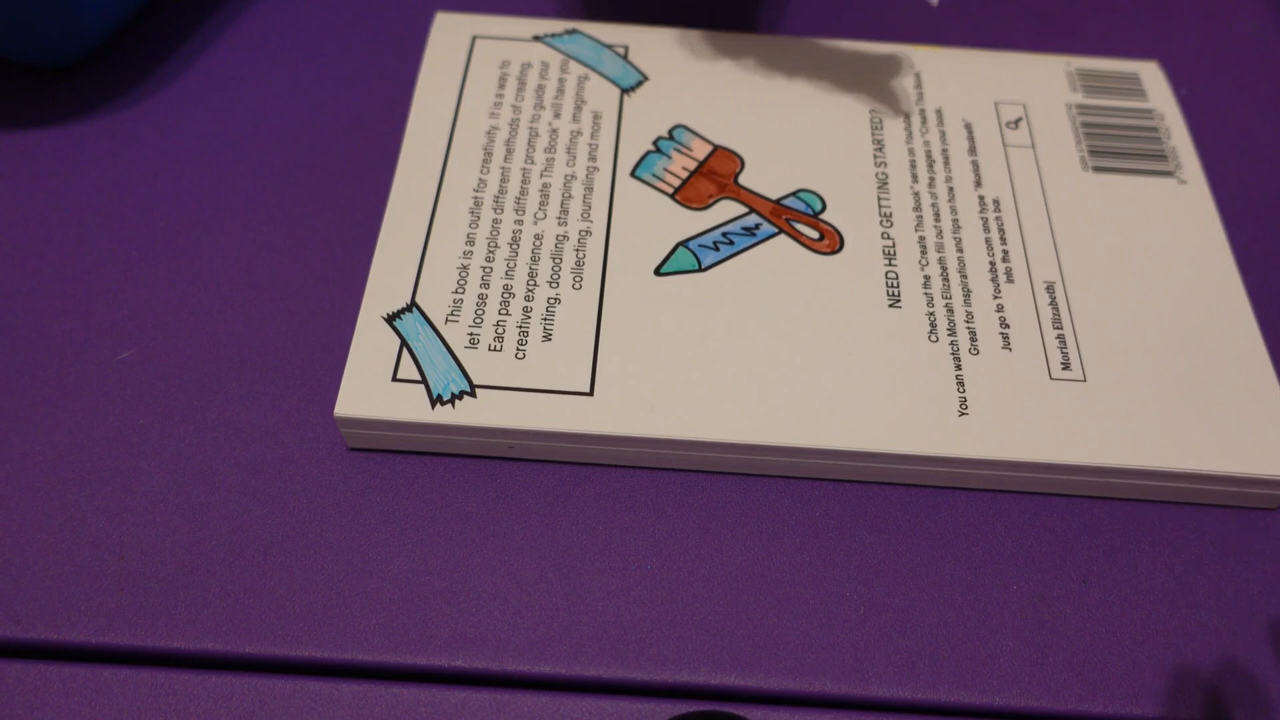 This book is an outlet for creativity. It is a way to
let loose and explore different methods of creating.
Each page includes a different prompt to guide your
creative experience. "Create This Book" will have you
writing, doodling, stamping, cutting, imagining,
collecting, journaling and more!
NEED HELP GETTING STARTED?
Check out the "Create This Book" series on Youtube.
You can watch Moriah Elizabeth fill out each of the pages in "Create This Book."
Great for inspiration and tips on how to create your book.
Just go to Youtube.com and type "Moriah Elizabeth"
into the search bar.
Moriah Elizabeth|